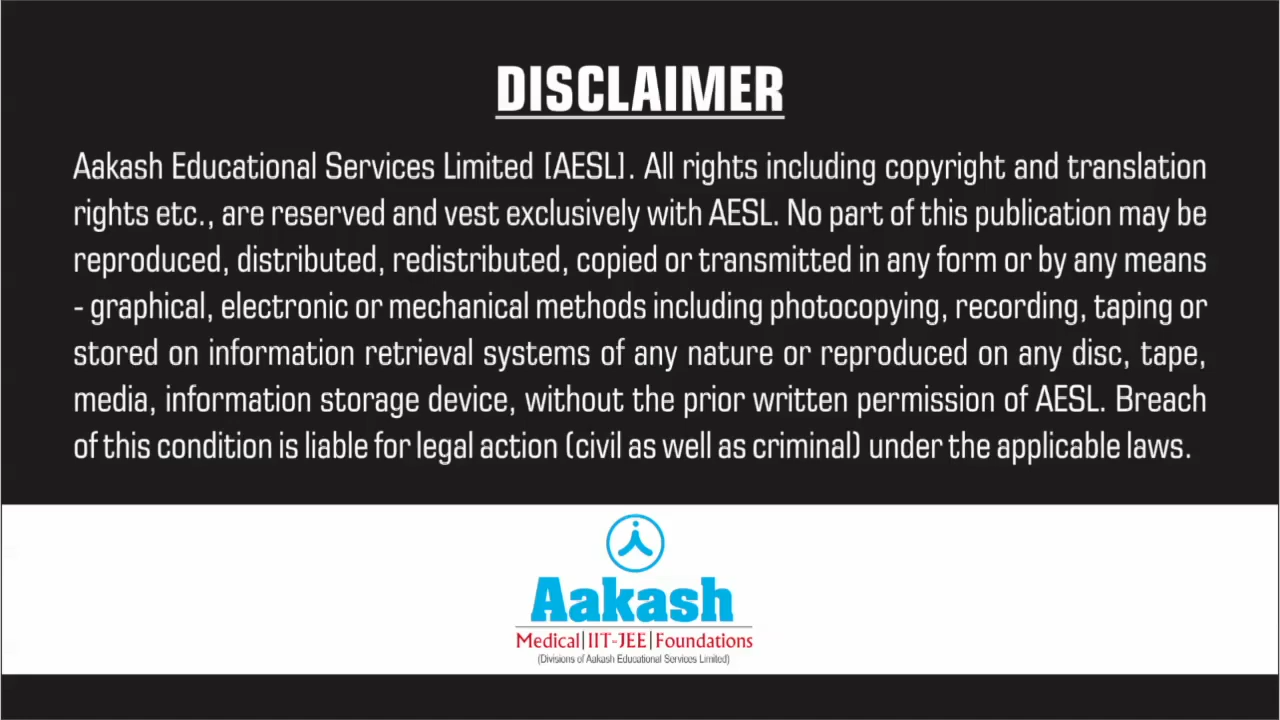 DISCLAIMER
Aakash Educational Services Limited [AESL]. All rights including copyright and translation
rights etc., are reserved and vest exclusively with AESL. No part of this publication may be
reproduced, distributed, redistributed, copied or transmitted in any form or by any means
- graphical, electronic or mechanical methods including photocopying, recording, taping or
stored on information retrieval systems of any nature or reproduced on any disc, tape,
media, information storage device, without the prior written permission of AESL. Breach
of this condition is liable for legal action (civil as well as criminal) under the applicable laws.
Aakash
Medical|IIT-JEE|Foundations
(Divisions of Aakash Educational Services Limited)